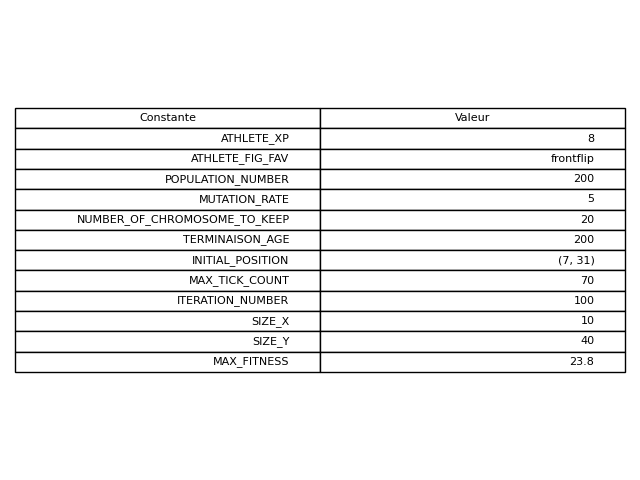 Constante Valeur
ATHLETE_XP 8
ATHLETE_FIG_FAV frontflip
POPULATION_NUMBER 200
MUTATION_RATE 5
NUMBER_OF_CHROMOSOME_TO_KEEP 20
TERMINAISON_AGE 200
INITIAL_POSITION (7, 31)
MAX_TICK_COUNT 70
ITERATION_NUMBER 100
SIZE_X 10
SIZE_Y 40
MAX_FITNESS 23.8